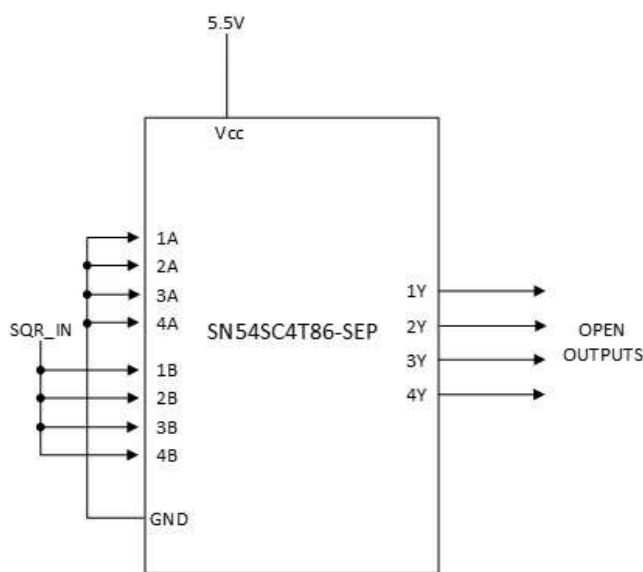 5.5V
Vcc
1A
2A
3A
4A
SQR_IN
1B
2B
3B
4B
GND
SN54SC4T86-SEP
1Y
2Y
3Y
4Y
OPEN
OUTPUTS